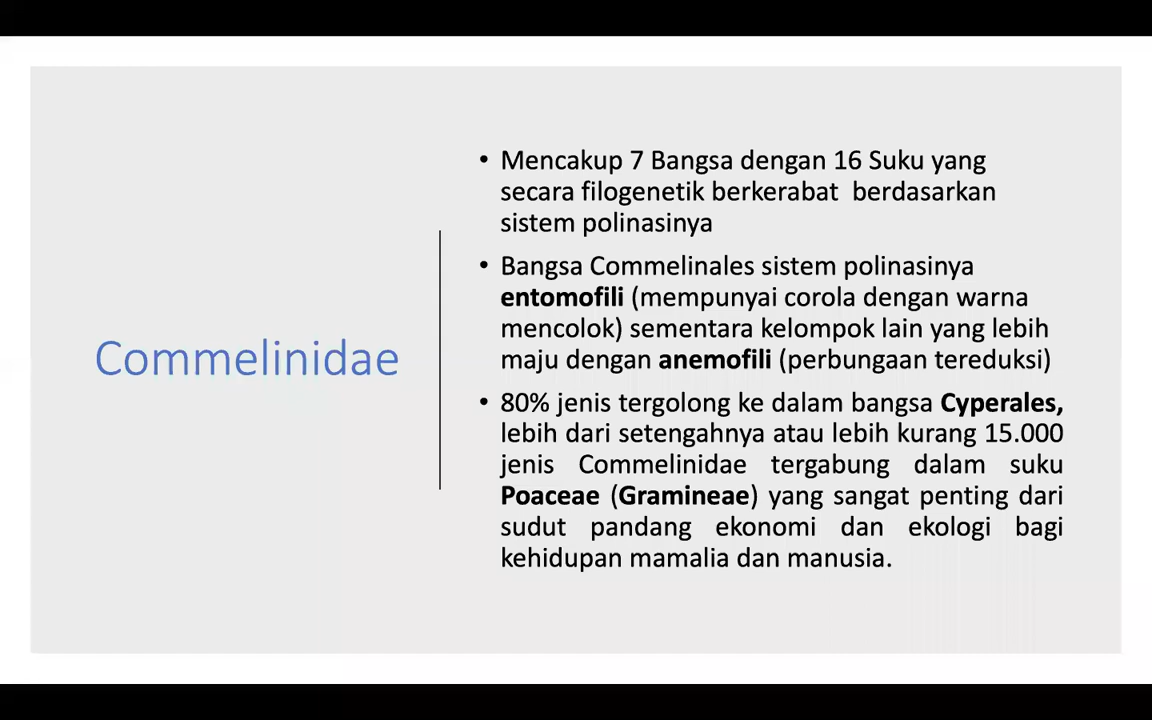 Commelinidae
• Mencakup 7 Bangsa dengan 16 Suku yang
secara filogenetik berkerabat  berdasarkan
sistem polinasinya
• Bangsa Commelinales sistem polinasinya
entomofili (mempunyai corola dengan warna
mencolok) sementara kelompok lain yang lebih
maju dengan anemofili (perbungaan tereduksi)
• 80% jenis tergolong ke dalam bangsa Cyperales,
lebih dari setengahnya atau lebih kurang 15.000
jenis Commelinidae tergabung dalam suku
Poaceae (Gramineae) yang sangat penting dari
sudut pandang ekonomi dan ekologi bagi
kehidupan mamalia dan manusia.